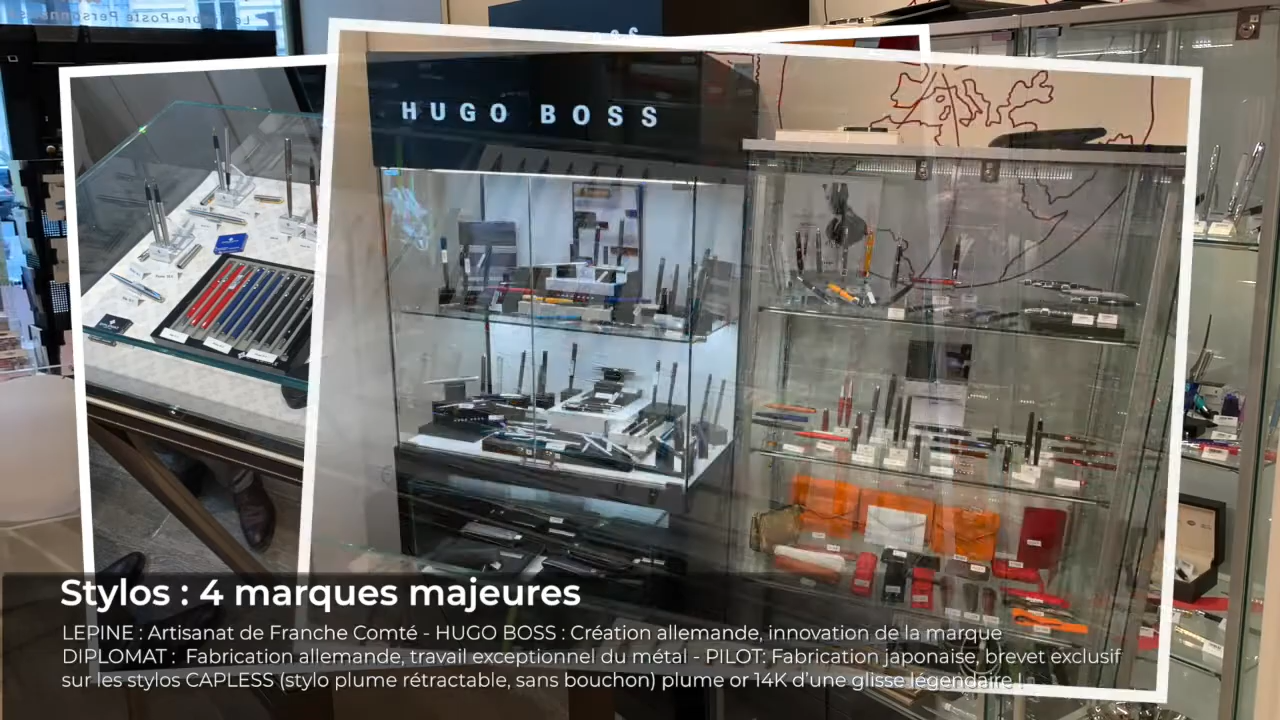 HUGO BOSS
Stylos : 4 marques majeures
LEPINE : Artisanat de Franche Comté - HUGO BOSS : Création allemande, innovation de la marque
DIPLOMAT : Fabrication allemande, travail exceptionnel du métal - PILOT: Fabrication japonaise, brevet exclusif
sur les stylos CAPLESS (stylo plume rétractable, sans bouchon) plume or 14K d'une glisse légendaire !